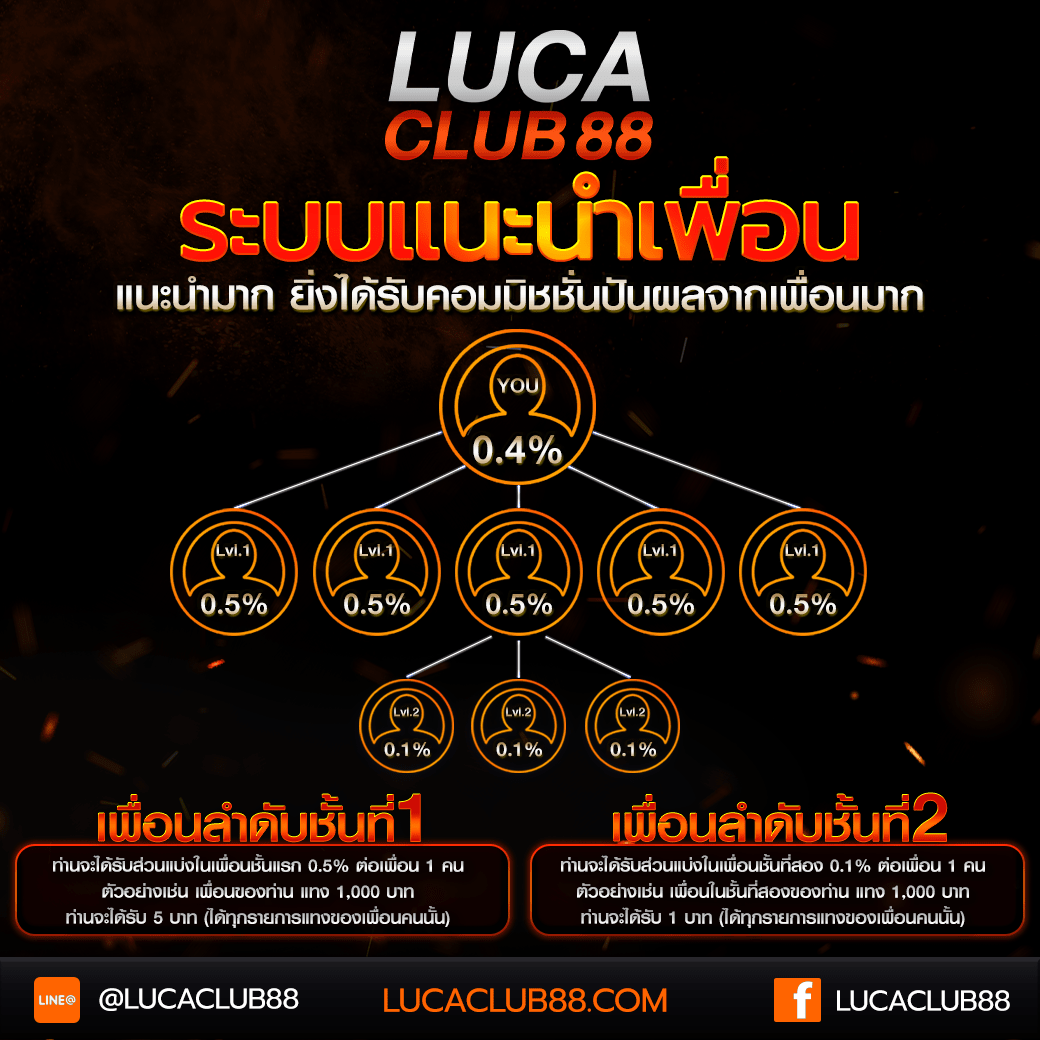 LUCA
CLUB 88
ระบบแนะนำเพื่อน
แนะนำมาก ยิ่งได้รับคอมมิชชั่นปันผลจากเพื่อนมาก
YOU
0.4%
Lvl.1 Lvl.1 Lvl.1 Lvl.1 Lvl.1
0.5% 0.5% 0.5% 0.5% 0.5%
Lvl.2 Lvl.2 Lvl.2
0.1% 0.1% 0.1%
เพื่อนลำดับชั้นที่1
ท่านจะได้รับส่วนแบ่งในเพื่อนชั้นแรก 0.5% ต่อเพื่อน 1 คน
ตัวอย่างเช่น เพื่อนของท่าน แทง 1,000 บาท
ท่านจะได้รับ 5 บาท (ได้ทุกรายการแทงของเพื่อนคนนั้น)
เพื่อนลำดับชั้นที่2
ท่านจะได้รับส่วนแบ่งในเพื่อนชั้นที่สอง 0.1% ต่อเพื่อน 1 คน
ตัวอย่างเช่น เพื่อนในชั้นที่สองของท่าน แทง 1,000 บาท
ท่านจะได้รับ 1 บาท (ได้ทุกรายการแทงของเพื่อนคนนั้น)
LINE@ @LUCACLUB88 LUCACLUB88.COM f LUCACLUB88